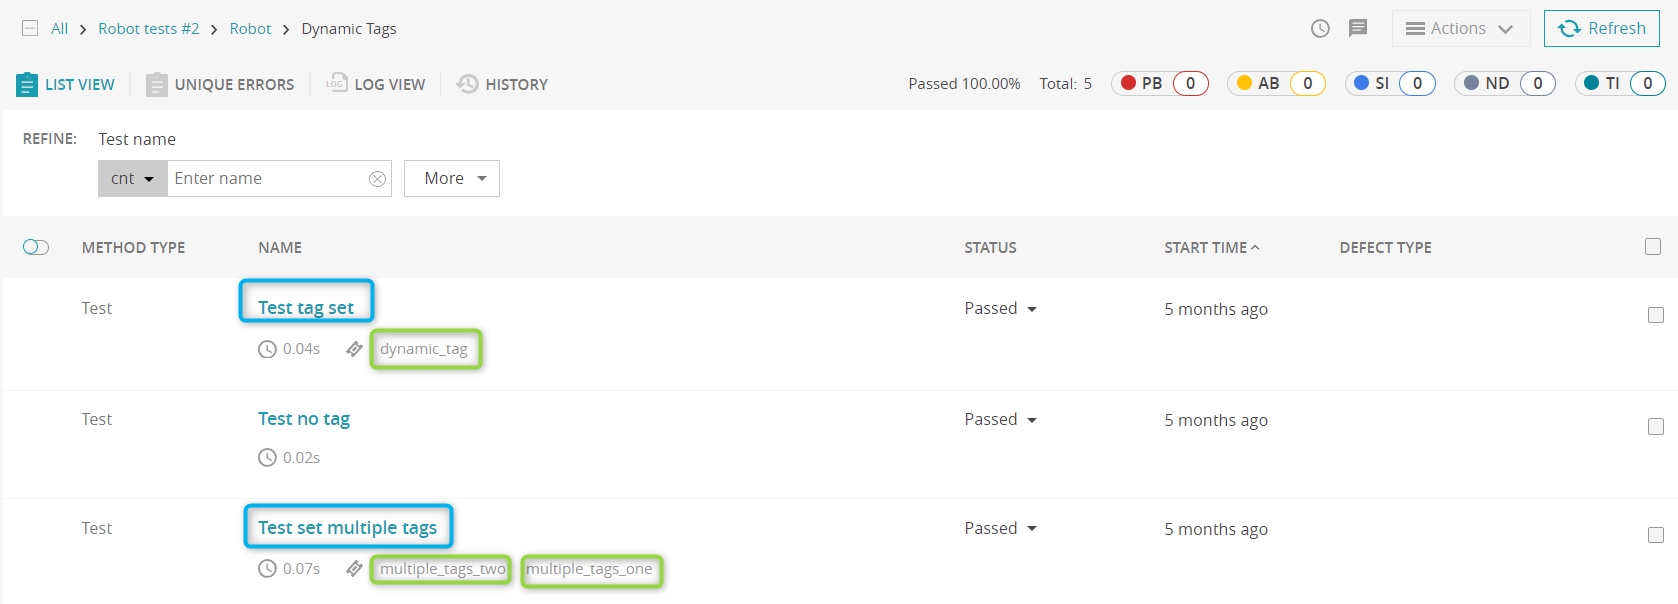 All > Robot tests #2 > Robot > Dynamic Tags Actions Refresh
LIST VIEW UNIQUE ERRORS LOG LOG VIEW HISTORY Passed 100.00% Total: 5 PB 0 AB 0 SI 0 ND 0 TI 0
REFINE: Test name
cnt Enter name More
METHOD TYPE NAME STATUS START TIME DEFECT TYPE
Test Test tag set Passed 5 months ago
0.04s dynamic_tag
Test Test no tag Passed 5 months ago
0.02s
Test Test set multiple tags Passed 5 months ago
0.07s multiple_tags_two multiple_tags_one